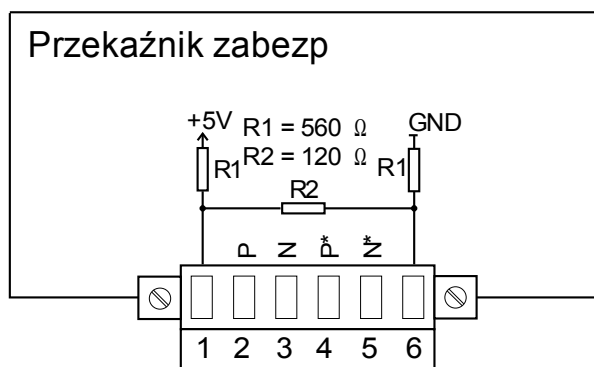 Przekaźnik zabezp
+5V R1 = 560 Ω GND
R1 R2 = 120 Ω R1
R2
P N P* N*
1 2 3 4 5 6